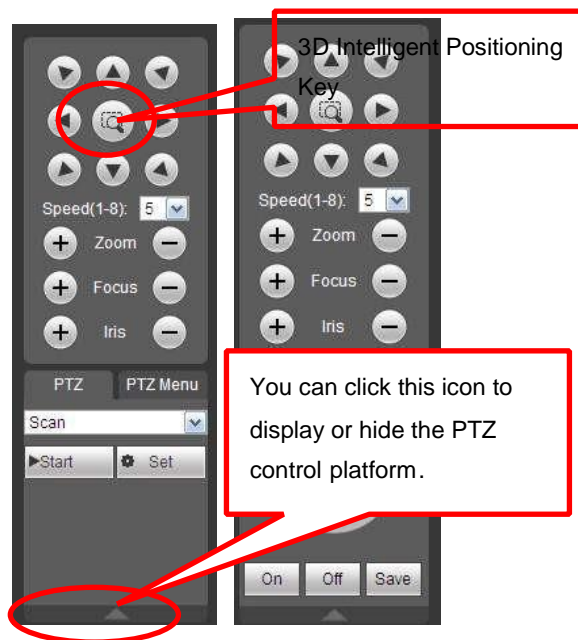 3D Intelligent Positioning
Key
Speed(1-8): 5
Zoom
Focus
Iris
PTZ PTZ Menu
Scan
Start Set
Speed(1-8): 5
Zoom
Focus
Iris
You can click this icon to
display or hide the PTZ
control platform.
On Off Save